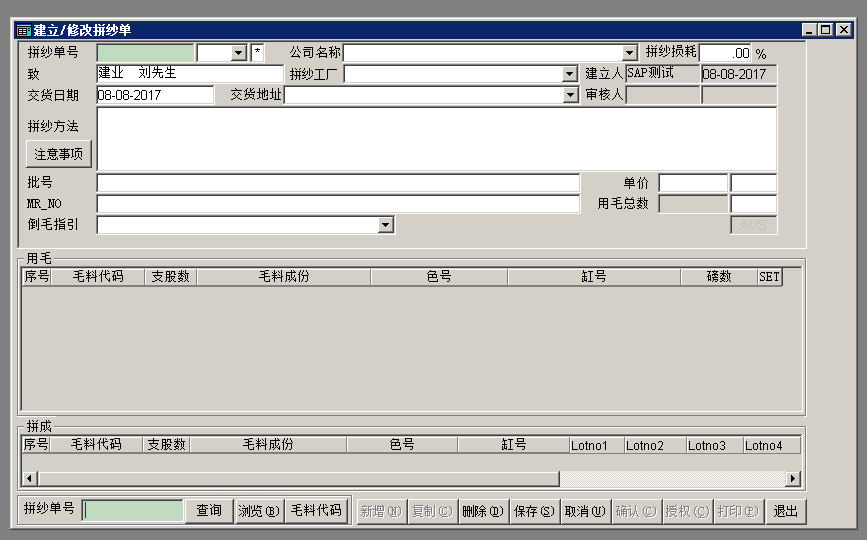 建立/修改拼纱单
拼纱单号 * 公司名称 拼纱损耗 .00 %
致 建业 刘先生 拼纱工厂 建立人 SAP测试 08-08-2017
交货日期 08-08-2017 交货地址 审核人
拼纱方法
注意事项
批号 单价
MR_NO 用毛总数
倒毛指引 AUS
用毛
序号 毛料代码 支股数 毛料成份 色号 缸号 磅数 SET
拼成
序号 毛料代码 支股数 毛料成份 色号 缸号 Lotno1 Lotno2 Lotno3 Lotno4
拼纱单号 查询 浏览(B) 毛料代码 新增(N) 复制(C) 删除(D) 保存(S) 取消(U) 确认(C) 授权(C) 打印(P) 退出